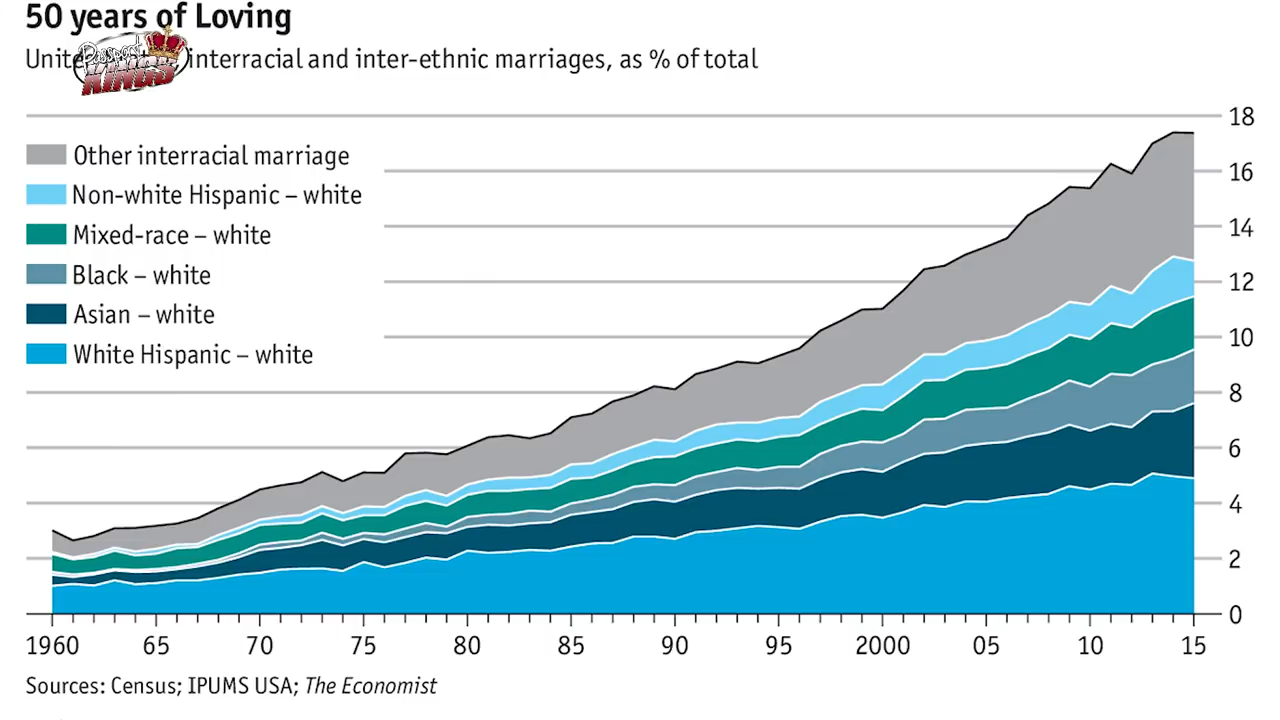 50 years of Loving
Unite interracial and inter-ethnic marriages, as % of total
Passport
KINGS
18
Other interracial marriage
16
Non-white Hispanic – white
Mixed-race – white
14
Black – white
12
Asian – white
10
White Hispanic – white
8
6
4
2
0
1960 65 70 75 80 85 90 95 2000 05 10 15
Sources: Census; IPUMS USA; The Economist